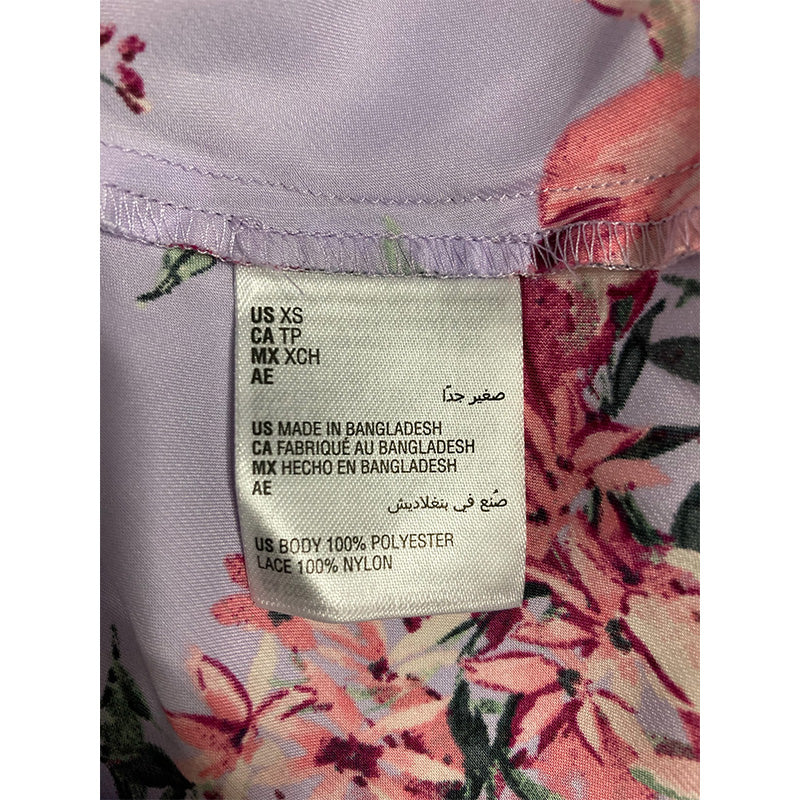 US XS
CA TP
MX XCH
AE
صغير جدًا
US MADE IN BANGLADESH
CA FABRIQUÉ AU BANGLADESH
MX HECHO EN BANGLADESH
AE
صُنع في بنغلاديش
US BODY 100% POLYESTER
LACE 100% NYLON